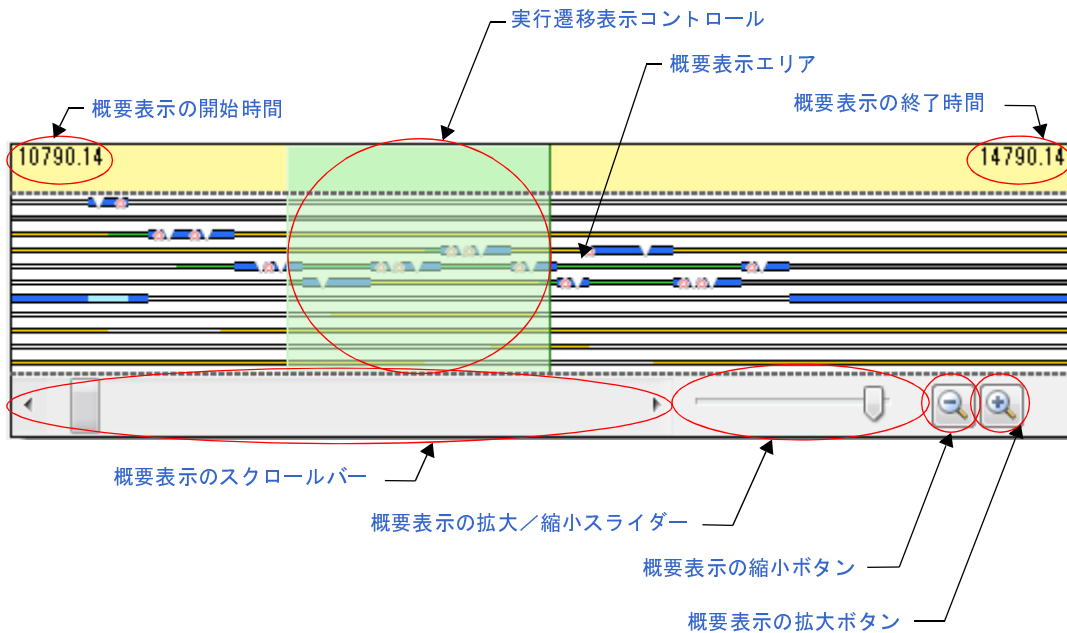 実行遷移表示コントロール
概要表示エリア
概要表示の開始時間
概要表示の終了時間
10790.14
14790.14
概要表示のスクロールバー
概要表示の拡大／縮小スライダー
概要表示の縮小ボタン
概要表示の拡大ボタン